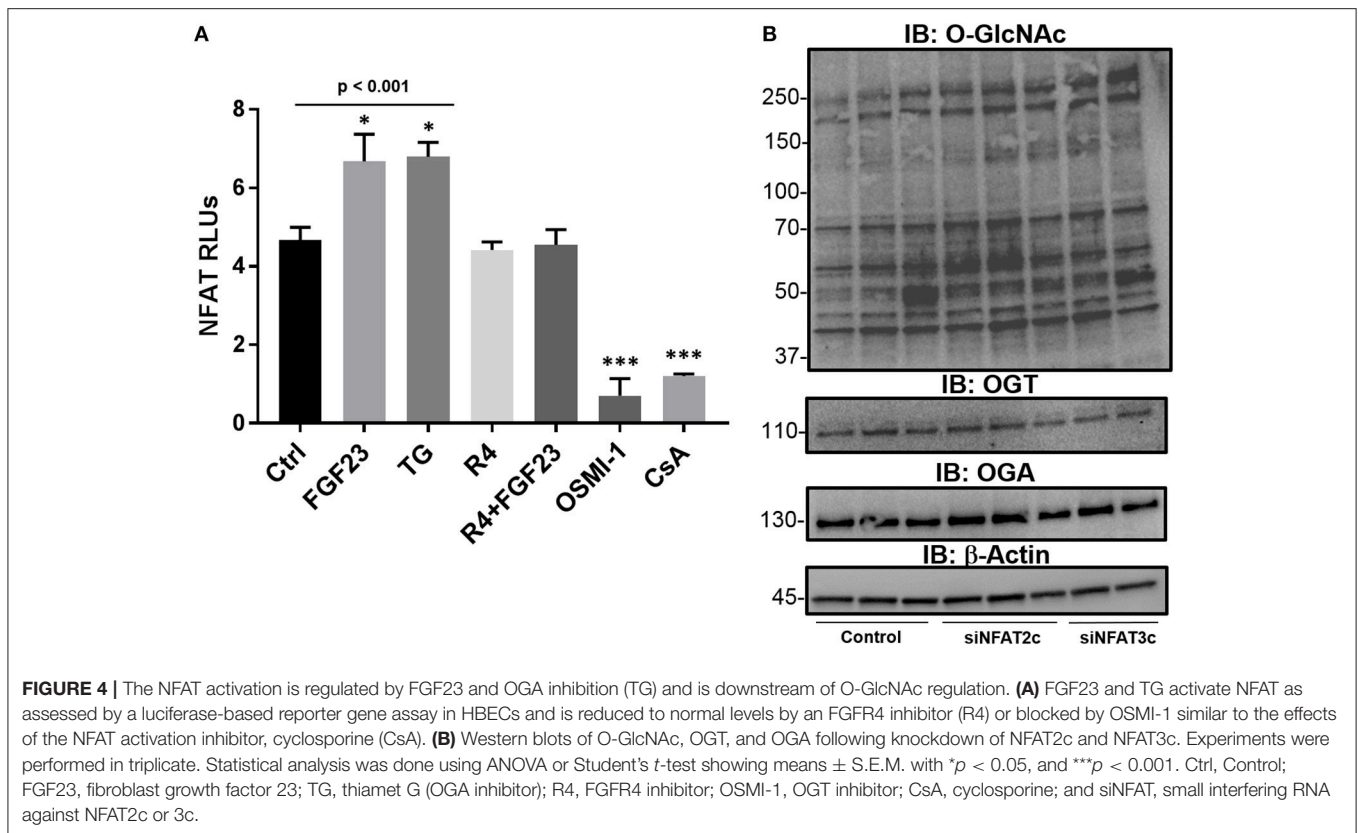 A
p < 0.001
NFAT RLUs
8
6
4
2
0
*
*
***
***
Ctrl
FGF23
TG
R4
R4+FGF23
OSMI-1
CsA
B
IB: O-GlcNAc
250-
150-
100-
70-
50-
37-
IB: OGT
110-
IB: OGA
130-
IB: β-Actin
45-
Control
siNFAT2c
siNFAT3c
FIGURE 4 | The NFAT activation is regulated by FGF23 and OGA inhibition (TG) and is downstream of O-GlcNAc regulation. (A) FGF23 and TG activate NFAT as
assessed by a luciferase-based reporter gene assay in HBECs and is reduced to normal levels by an FGFR4 inhibitor (R4) or blocked by OSMI-1 similar to the effects
of the NFAT activation inhibitor, cyclosporine (CsA). (B) Western blots of O-GlcNAc, OGT, and OGA following knockdown of NFAT2c and NFAT3c. Experiments were
performed in triplicate. Statistical analysis was done using ANOVA or Student's t-test showing means ± S.E.M. with *p < 0.05, and ***p < 0.001. Ctrl, Control;
FGF23, fibroblast growth factor 23; TG, thiamet G (OGA inhibitor); R4, FGFR4 inhibitor; OSMI-1, OGT inhibitor; CsA, cyclosporine; and siNFAT, small interfering RNA
against NFAT2c or 3c.